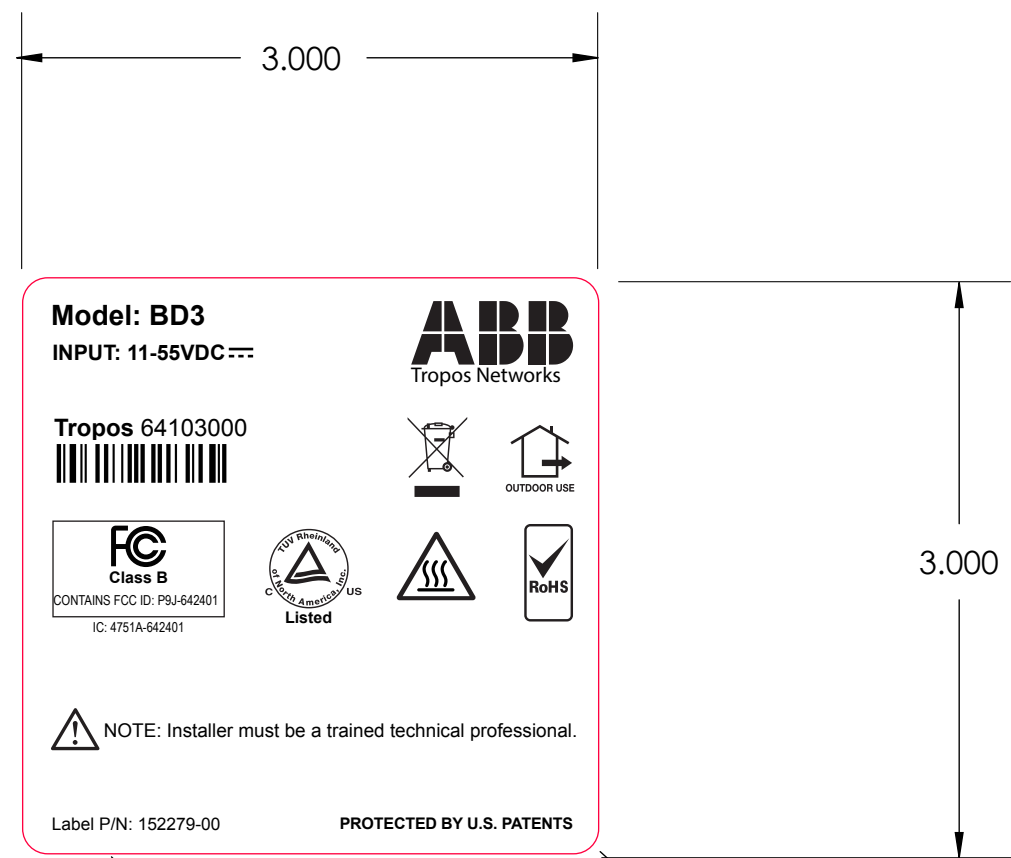 3.000
Model: BD3
INPUT: 11-55VDC
ABB
Tropos Networks
Tropos 64103000
OUTDOOR USE
FC
Class B
CONTAINS FCC ID: P9J-642401
IC: 4751A-642401
TUV Rheinland
of North America, Inc.
C US
Listed
RoHS
3.000
NOTE: Installer must be a trained technical professional.
Label P/N: 152279-00
PROTECTED BY U.S. PATENTS